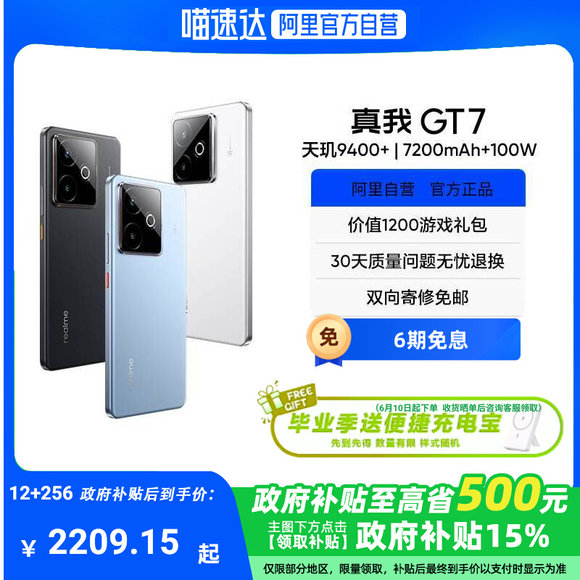 喵速达 阿里官方自营
真我 GT7
天玑9400+ | 7200mAh+100W
阿里自营 官方正品
价值1200游戏礼包
30天质量问题无忧退换
双向寄修免邮
免 6期免息
realme
realme
FREE
GIFT
(6月10日起下单 收货晒单后咨询客服领取)
毕业季送便捷充电宝
先到先得 数量有限 样式随机
12+256 政府补贴后到手价:
¥ 2209.15 起
政府补贴至高省500元
主图下方点击
【领取补贴】
政府补贴15%
仅限部分地区，限量领取，补贴后最终到手价以支付时显示为准